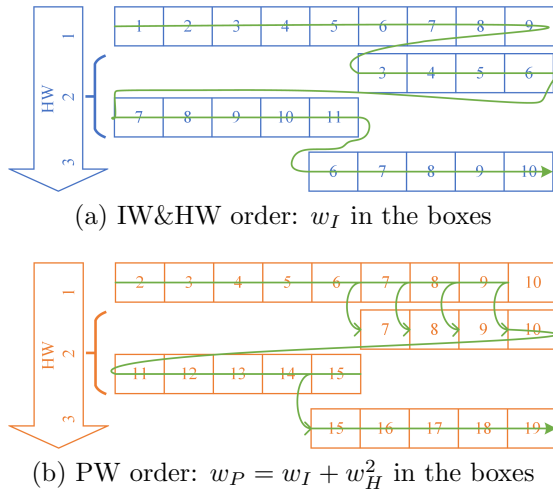 1 1 2 3 4 5 6 7 8 9
3 4 5 6
HW 2
7 8 9 10 11
3 6 7 8 9 10
(a) IW&HW order: $w_I$ in the boxes
1 2 3 4 5 6 7 8 9 10
7 8 9 10
HW 2
11 12 13 14 15
3 15 16 17 18 19
(b) PW order: $w_P = w_I + w_H^2$ in the boxes